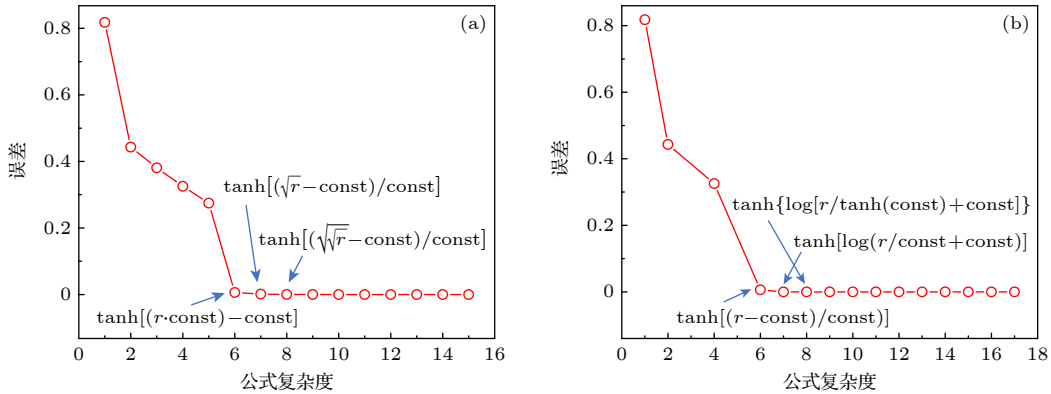 (a)
0.8
0.6
0.4
0.2
0
误差
tanh[(√r−const)/const]
tanh[(√√r−const)/const]
tanh[(r·const)−const]
0 2 4 6 8 10 12 14 16
公式复杂度
(b)
0.8
0.6
0.4
0.2
0
误差
tanh{log[r/tanh(const)+const]}
tanh[log(r/const+const)]
tanh[(r−const)/const)]
0 2 4 6 8 10 12 14 16 18
公式复杂度